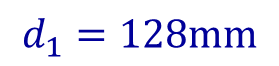 d₁ = 128mm